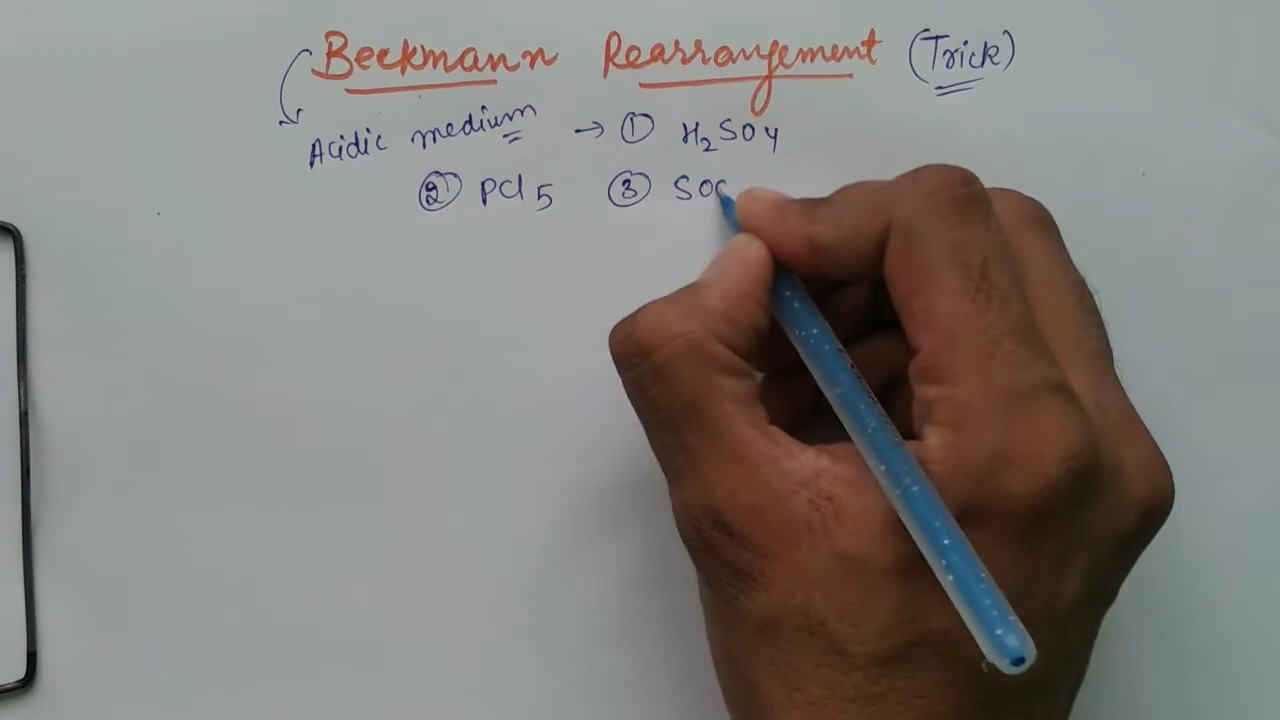 Beckmann Rearrangement (Trick)
Acidic medium → ① H₂SO₄
② PCl₅ ③ SOC